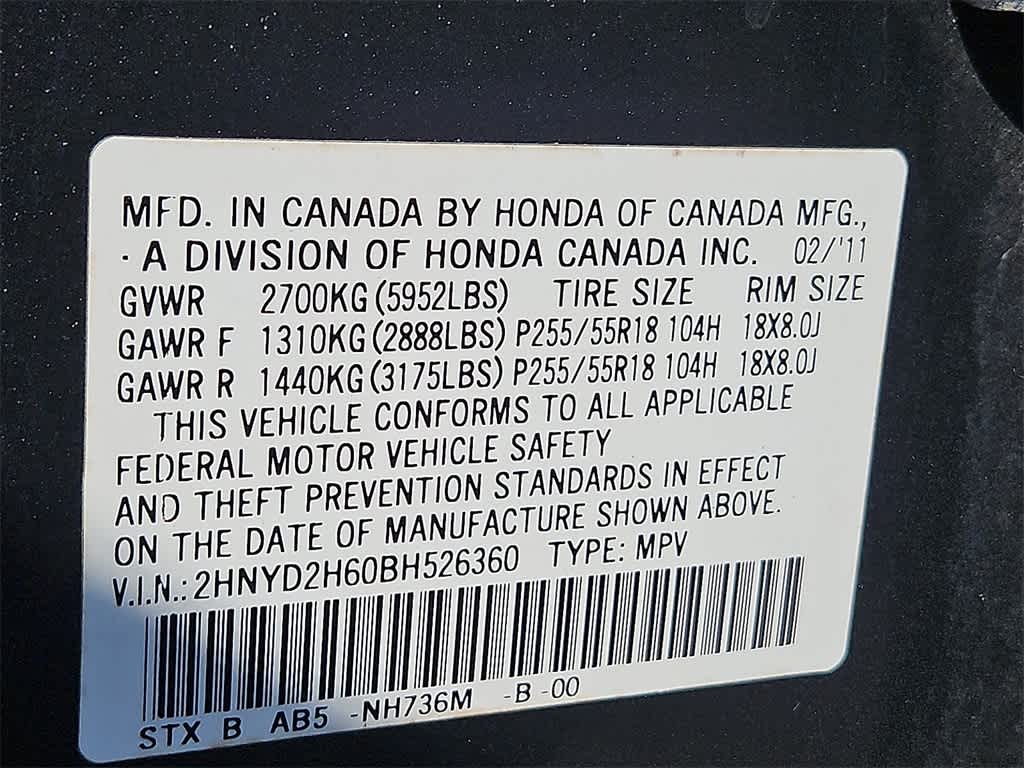 MFD. IN CANADA BY HONDA OF CANADA MFG.,
· A DIVISION OF HONDA CANADA INC. 02/'11
GVWR 2700KG (5952LBS) TIRE SIZE RIM SIZE
GAWR F 1310KG (2888LBS) P255/55R18 104H 18X8.0J
GAWR R 1440KG (3175LBS) P255/55R18 104H 18X8.0J
THIS VEHICLE CONFORMS TO ALL APPLICABLE
FEDERAL MOTOR VEHICLE SAFETY
AND THEFT PREVENTION STANDARDS IN EFFECT
ON THE DATE OF MANUFACTURE SHOWN ABOVE.
V.I.N.: 2HNYD2H60BH526360 TYPE: MPV
STX B AB5 -NH736M -B -00